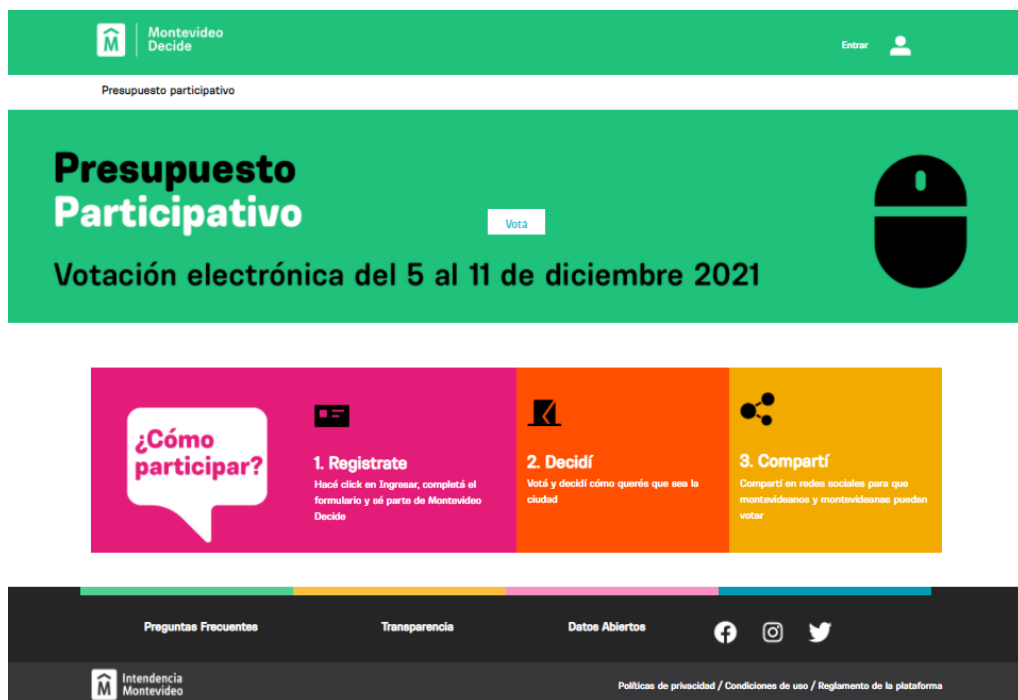 Montevideo
Decide
Entrar
Presupuesto participativo
Presupuesto
Participativo
Vota
Votación electrónica del 5 al 11 de diciembre 2021
¿Cómo
participar?
1. Registrate
Hacé click en Ingresar, completá el
formulario y sé parte de Montevideo
Decide
2. Decidí
Votá y decidí cómo querés que sea la
ciudad
3. Compartí
Compartí en redes sociales para que
montevideanos y montevideanas puedan
votar
Preguntas Frecuentes
Transparencia
Datos Abiertos
Intendencia
Montevideo
Políticas de privacidad / Condiciones de uso / Reglamento de la plataforma